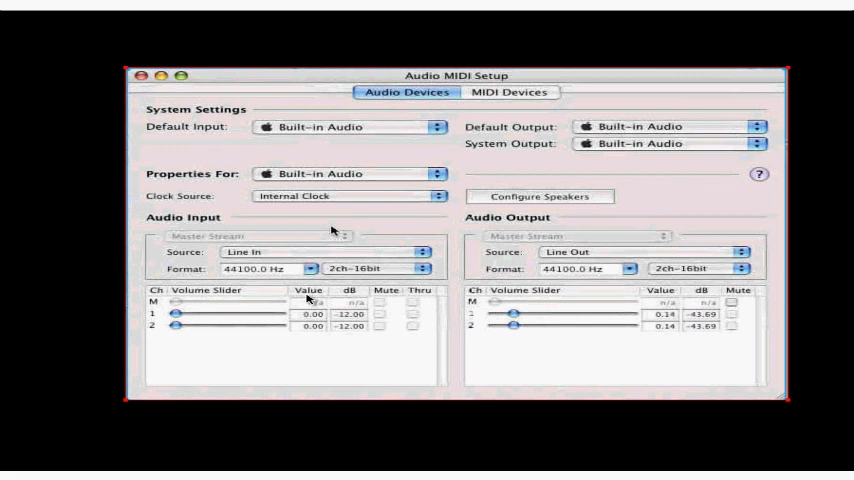 Audio MIDI Setup
Audio Devices MIDI Devices
System Settings
Default Input: Built-in Audio Default Output: Built-in Audio
System Output: Built-in Audio
Properties For: Built-in Audio ?
Clock Source: Internal Clock Configure Speakers
Audio Input Audio Output
Master Stream Master Stream
Source: Line In Source: Line Out
Format: 44100.0 Hz 2ch-16bit Format: 44100.0 Hz 2ch-16bit
Ch Volume Slider Value dB Mute Thru Ch Volume Slider Value dB Mute
M n/a M n/a n/a
1 0.00 -12.00 1 0.14 -43.69
2 0.00 -12.00 2 0.14 -43.69